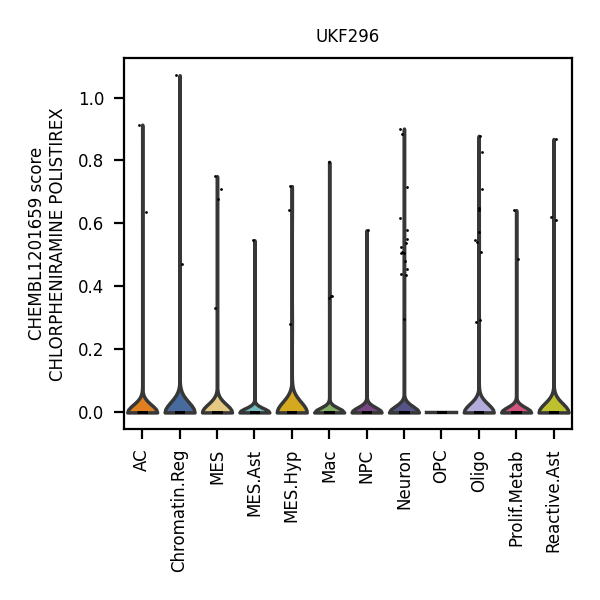 UKF296
CHEMBL1201659 score
CHLORPHENIRAMINE POLISTIREX
1.0
0.8
0.6
0.4
0.2
0.0
AC
Chromatin.Reg
MES
MES.Ast
MES.Hyp
Mac
NPC
Neuron
OPC
Oligo
Prolif.Metab
Reactive.Ast